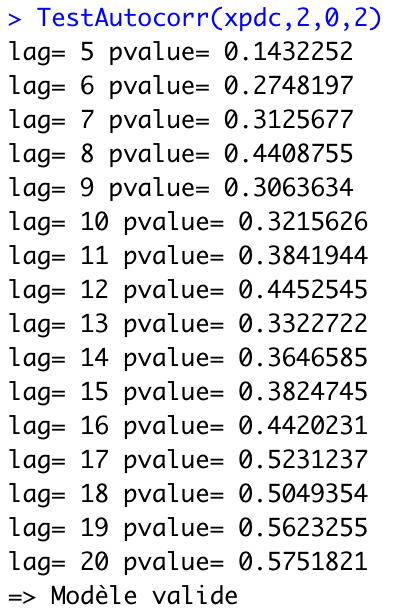 > TestAutocorr(xpdc,2,0,2)
lag= 5 pvalue= 0.1432252
lag= 6 pvalue= 0.2748197
lag= 7 pvalue= 0.3125677
lag= 8 pvalue= 0.4408755
lag= 9 pvalue= 0.3063634
lag= 10 pvalue= 0.3215626
lag= 11 pvalue= 0.3841944
lag= 12 pvalue= 0.4452545
lag= 13 pvalue= 0.3322722
lag= 14 pvalue= 0.3646585
lag= 15 pvalue= 0.3824745
lag= 16 pvalue= 0.4420231
lag= 17 pvalue= 0.5231237
lag= 18 pvalue= 0.5049354
lag= 19 pvalue= 0.5623255
lag= 20 pvalue= 0.5751821
=> Modèle valide